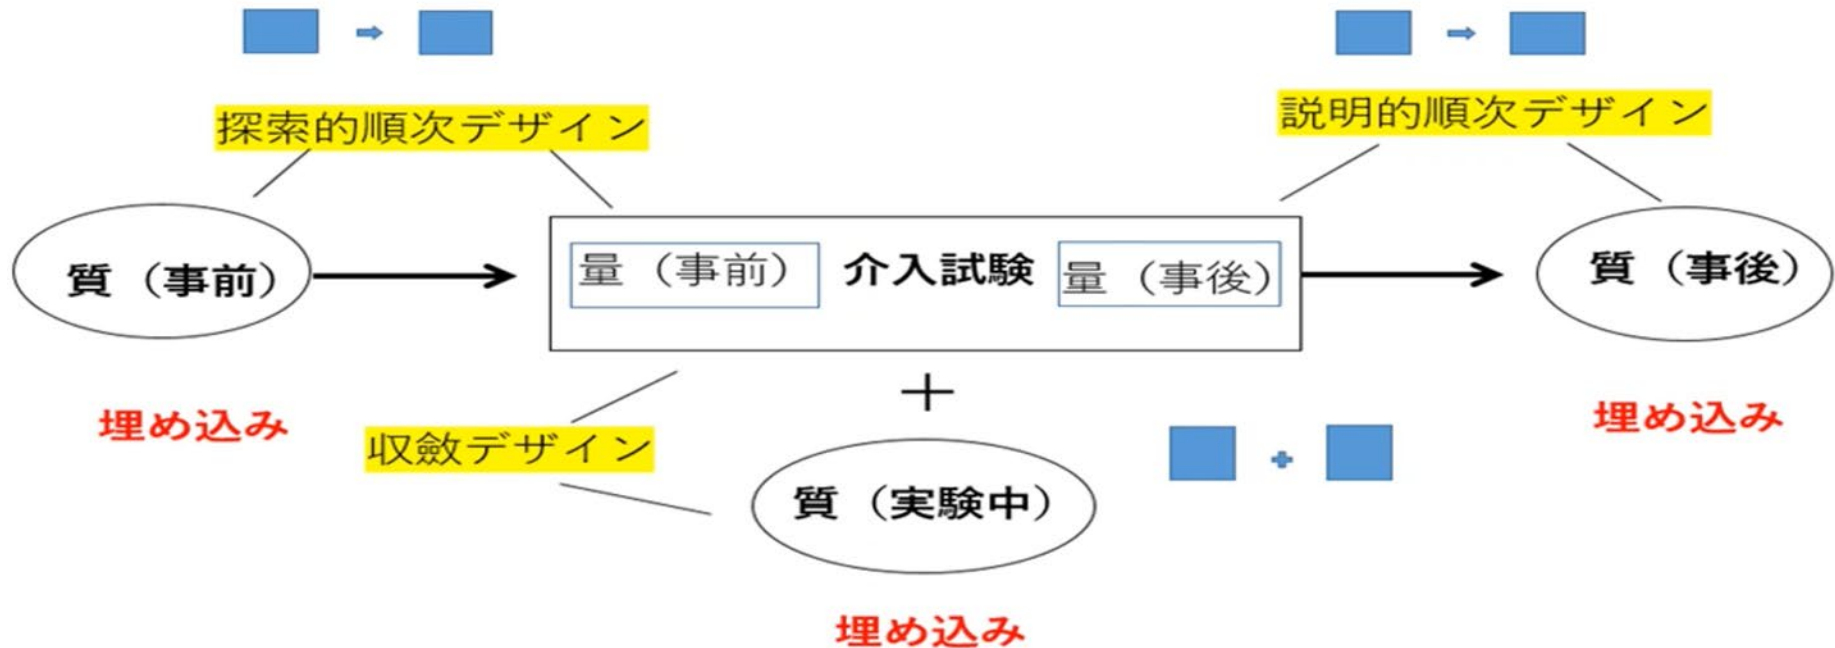 探索的順次デザイン
説明的順次デザイン
質（事前）
量（事前）
介入試験
量（事後）
質（事後）
埋め込み
収斂デザイン
+
質（実験中）
埋め込み
埋め込み